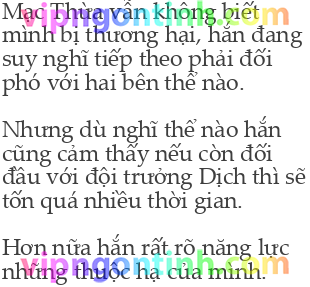 Mạc Thừa vẫn không biết
vipngontinh.com
mình bị thương hại, hắn đang
suy nghĩ tiếp theo phải đối
phó với hai bên thế nào.
Nhưng dù nghĩ thế nào hắn
cũng cảm thấy nếu còn đối
đầu với đội trưởng Dịch thì sẽ
tốn quá nhiều thời gian.
Hơn nữa hắn rất rõ năng lực
vipngontinh.com
những thuộc hạ của mình.